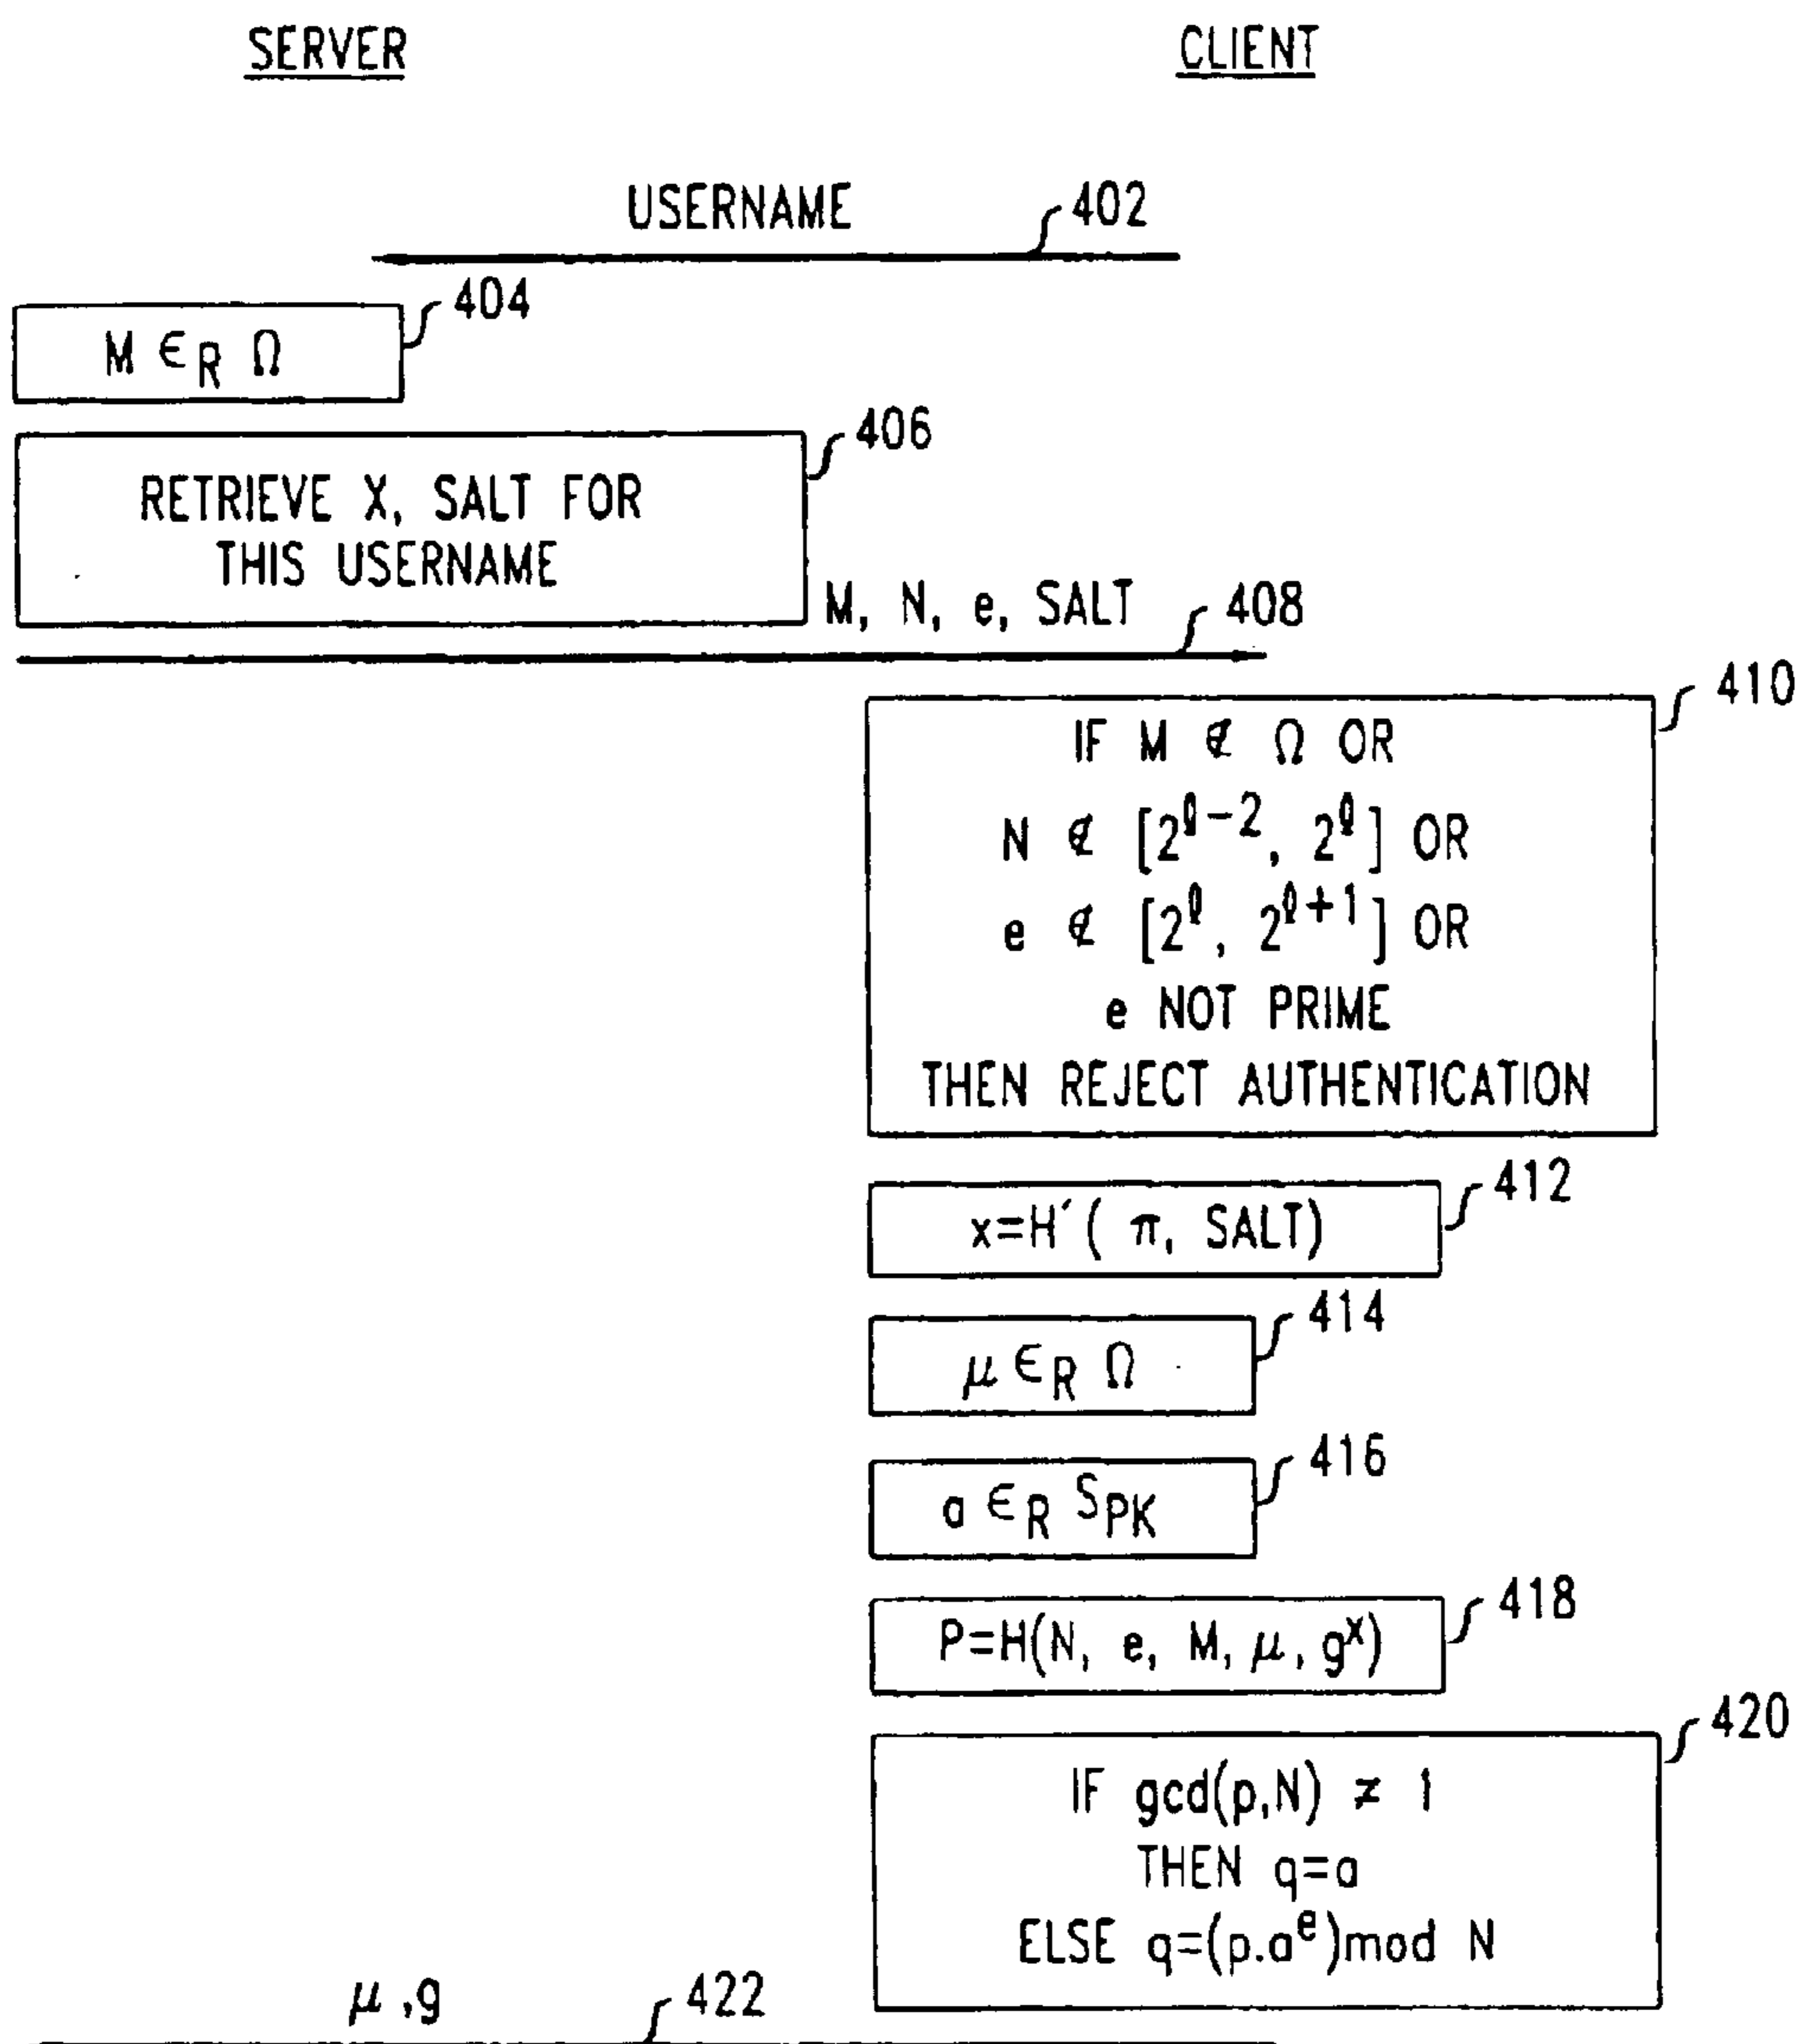 SERVER CLIENT
USERNAME 402
404
M ∈R Ω
406
RETRIEVE X, SALT FOR
THIS USERNAME
M, N, e, SALT 408
410
IF M ∉ Ω OR
N ∉ [2^ℓ-2, 2^ℓ] OR
e ∉ [2^ℓ, 2^ℓ+1] OR
e NOT PRIME
THEN REJECT AUTHENTICATION
412
x=H´( π, SALT)
414
μ ∈R Ω
416
a ∈R SPK
418
P=H(N, e, M, μ, g^x)
420
IF gcd(p,N) ≠ 1
THEN q=a
ELSE q=(p.a^e)mod N
μ ,g 422